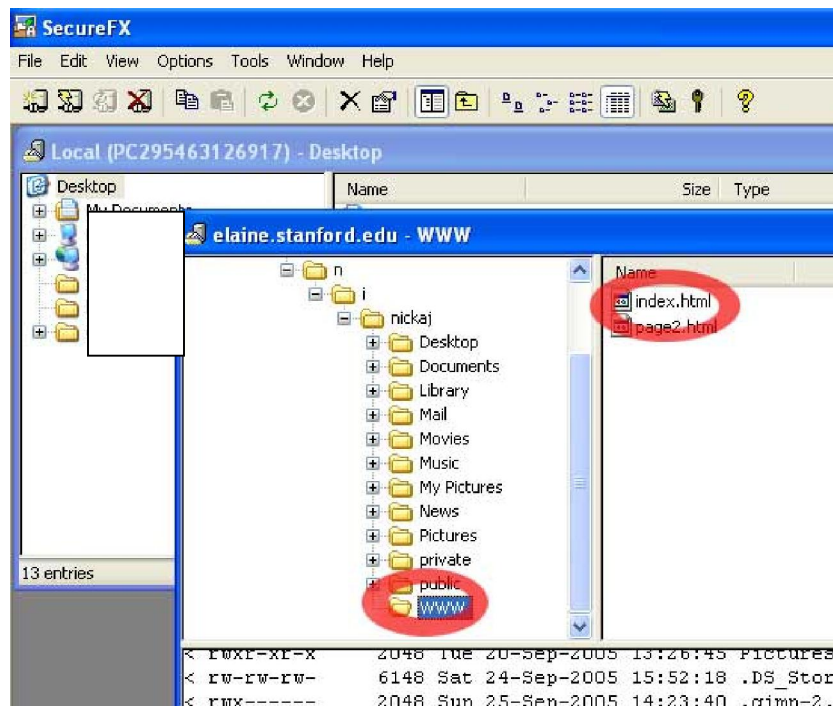 SecureFX
File Edit View Options Tools Window Help
Local (PC295463126917) - Desktop
Desktop
Name Size Type
My Documents
elaine.stanford.edu - WWW
n
Name
i
index.html
nickaj
page2.html
Desktop
Documents
Library
Mail
Movies
Music
My Pictures
News
Pictures
private
13 entries
public
WWW
< rwxr-xr-x 2048 Tue 20-Sep-2005 13:26:45 Pictures
< rw-rw-rw- 6148 Sat 24-Sep-2005 15:52:18 .DS_Stor
< rwx------ 2048 Sun 25-Sep-2005 14:23:40 .gimp-2.